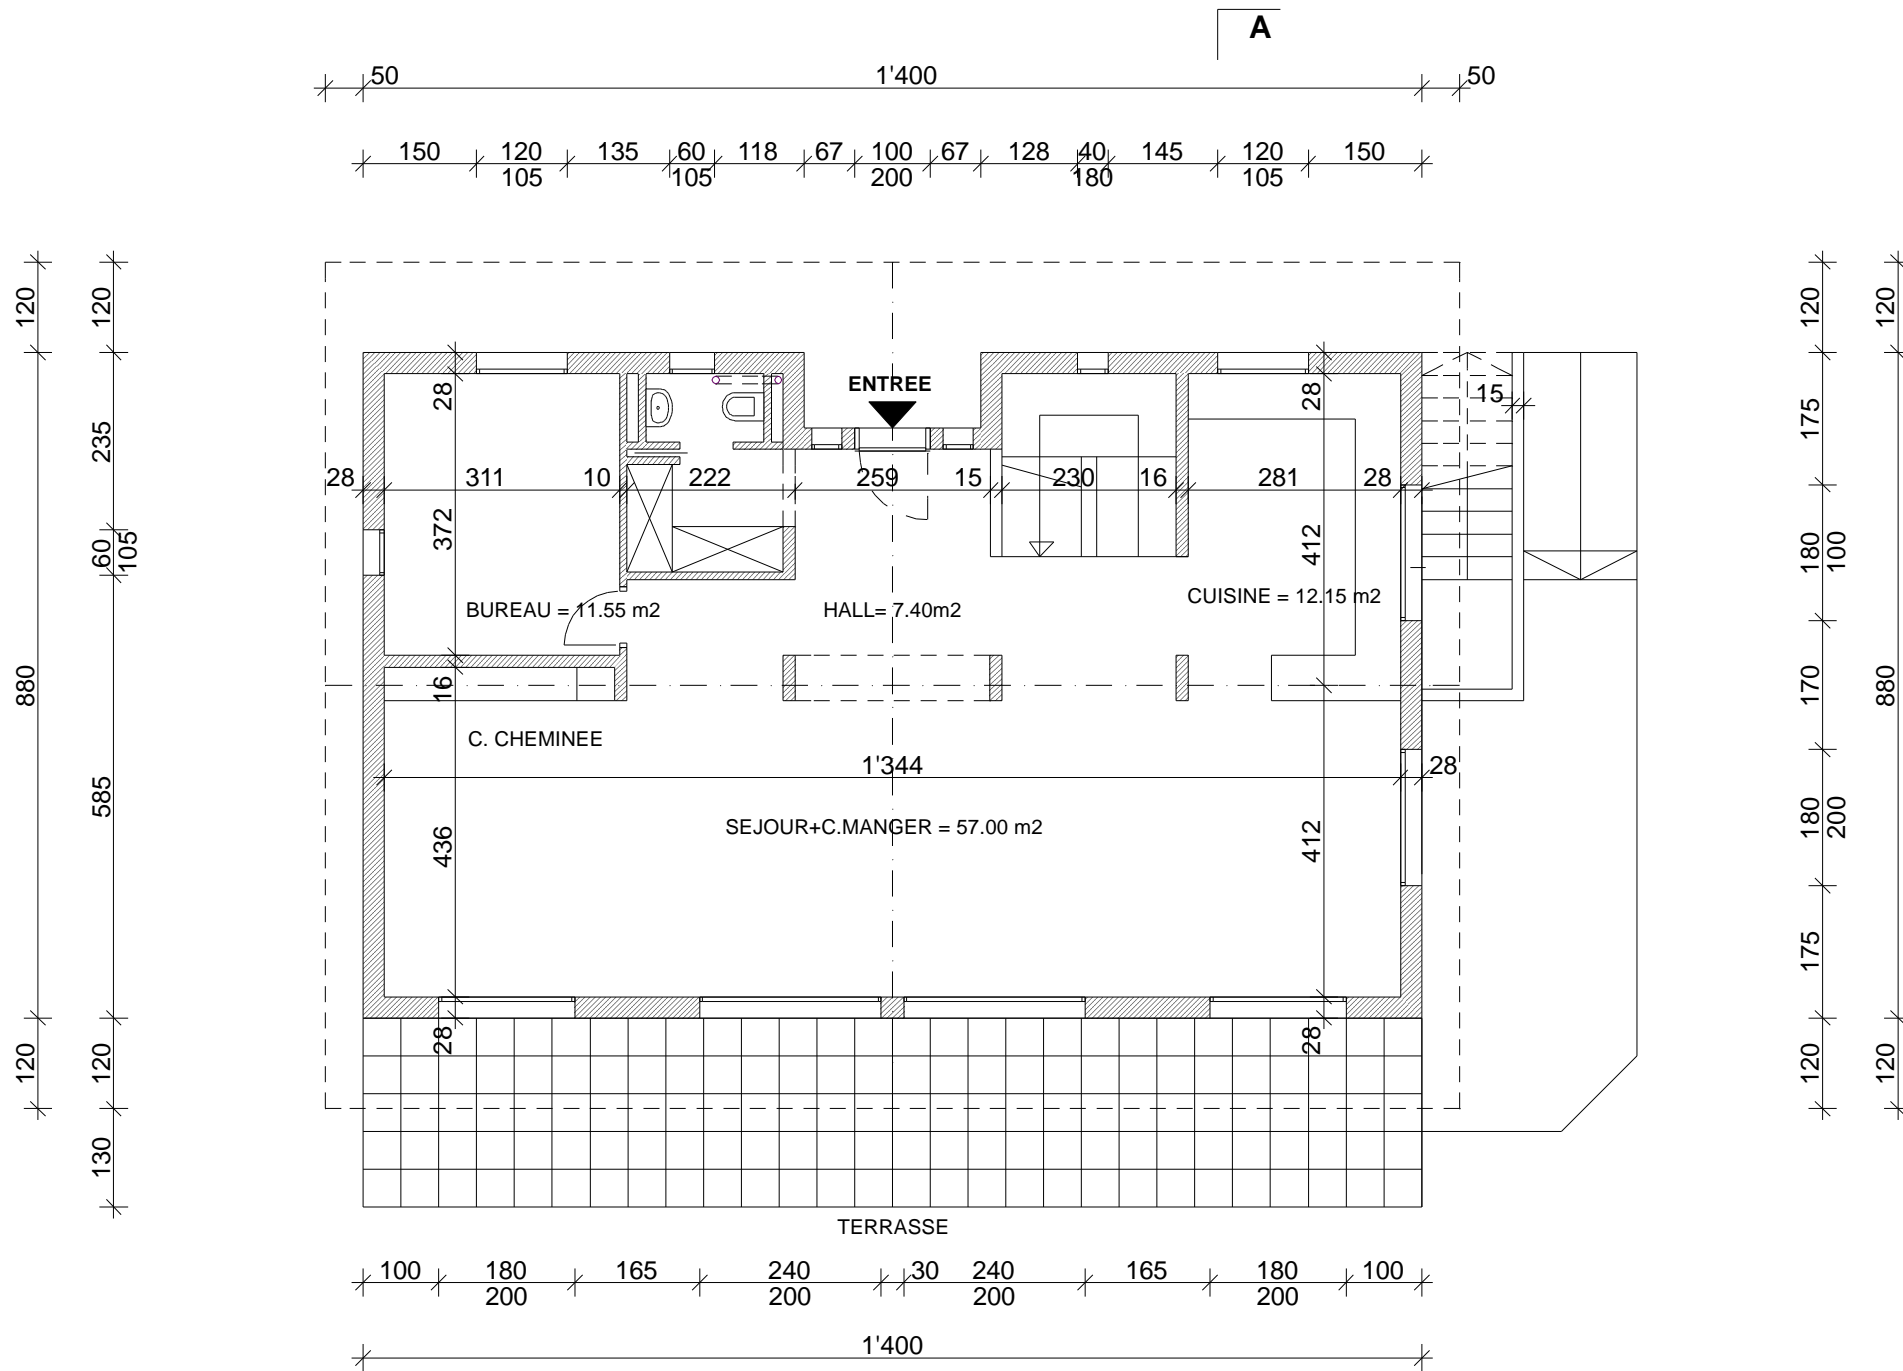 A
50 1'400 50
150 120 135 60 118 67 100 67 128 40 145 120 150
105 105 200 180 105
120 120 120 120
ENTREE
28 28 15
235 175
28 311 10 222 259 15 230 16 281 28
372 412
60 105 180 100
BUREAU = 11.55 m2 HALL= 7.40m2 CUISINE = 12.15 m2
880 16 170 880
C. CHEMINEE
1'344 28
585 180 200
SEJOUR+C.MANGER = 57.00 m2
436 412
175
28 28
120 120 120 120
130
TERRASSE
100 180 165 240 30 240 165 180 100
200 200 200 200
1'400